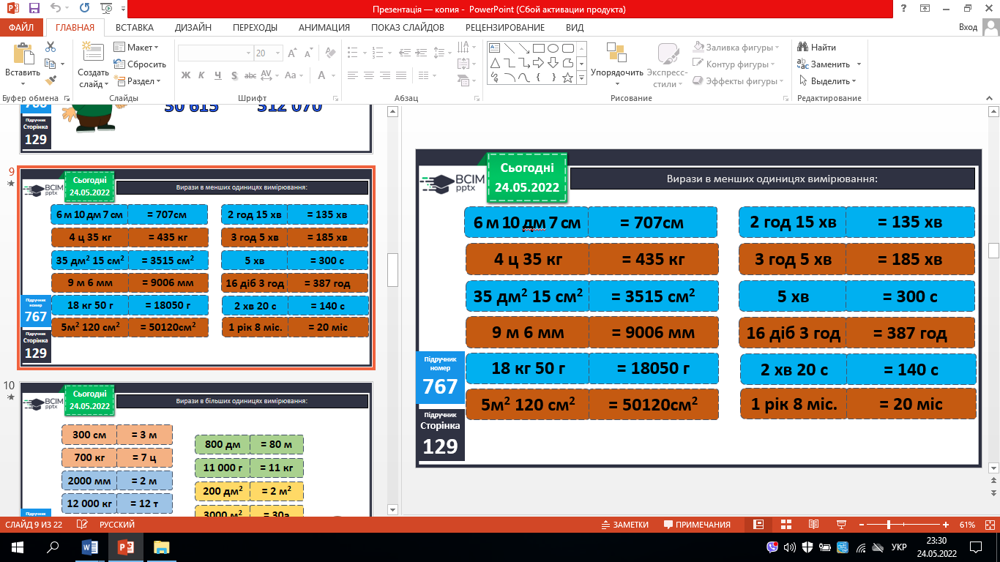 Презентація — копия - PowerPoint (Сбой активации продукта)
ФАЙЛ ГЛАВНАЯ ВСТАВКА ДИЗАЙН ПЕРЕХОДЫ АНИМАЦИЯ ПОКАЗ СЛАЙДОВ РЕЦЕНЗИРОВАНИЕ ВИД Вход
Вставить
Создать слайд
Макет
Сбросить
Раздел
20
Ж К Ч S abc AV Aa А
Упорядочить
Экспресс-стили
Заливка фигуры
Контур фигуры
Эффекты фигуры
Найти
Заменить
Выделить
Буфер обмена Слайды Шрифт Абзац Рисование Редактирование
Підручник
Сторінка
129
9
Сьогодні
24.05.2022
BCIM
pptx
Вирази в менших одиницях вимірювання:
6 м 10 дм 7 см = 707см 2 год 15 хв = 135 хв
4 ц 35 кг = 435 кг 3 год 5 хв = 185 хв
35 дм² 15 см² = 3515 см² 5 хв = 300 с
9 м 6 мм = 9006 мм 16 діб 3 год = 387 год
18 кг 50 г = 18050 г 2 хв 20 с = 140 с
5м² 120 см² = 50120см² 1 рік 8 міс. = 20 міс
Підручник
номер
767
Підручник
Сторінка
129
10
Сьогодні
24.05.2022
BCIM
pptx
Вирази в більших одиницях вимірювання:
300 см = 3 м
700 кг = 7 ц
2000 мм = 2 м
12 000 кг = 12 т
800 дм = 80 м
11 000 г = 11 кг
200 дм² = 2 м²
3000 м² = 30а
Підручник
Сьогодні
24.05.2022
BCIM
pptx
Вирази в менших одиницях вимірювання:
6 м 10 дм 7 см = 707см 2 год 15 хв = 135 хв
4 ц 35 кг = 435 кг 3 год 5 хв = 185 хв
35 дм² 15 см² = 3515 см² 5 хв = 300 с
9 м 6 мм = 9006 мм 16 діб 3 год = 387 год
18 кг 50 г = 18050 г 2 хв 20 с = 140 с
5м² 120 см² = 50120см² 1 рік 8 міс. = 20 міс
Підручник
номер
767
Підручник
Сторінка
129
СЛАЙД 9 ИЗ 22 РУССКИЙ ЗАМЕТКИ ПРИМЕЧАНИЯ 61%
УКР
23:30
24.05.2022